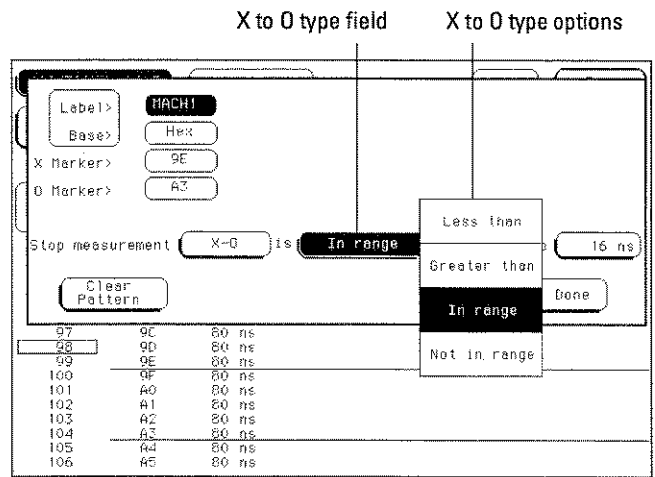 X to O type field X to O type options
Label> MACH1
Base> Hex
X Marker> 9E
O Marker> A3
Less than
Stop measurement X-O is In range 16 ns
Greater than
Clear Pattern
In range
Done
Not in range
97 9C 80 ns
98 9D 80 ns
99 9E 80 ns
100 9F 80 ns
101 A0 80 ns
102 A1 80 ns
103 A2 80 ns
104 A3 80 ns
105 A4 80 ns
106 A5 80 ns